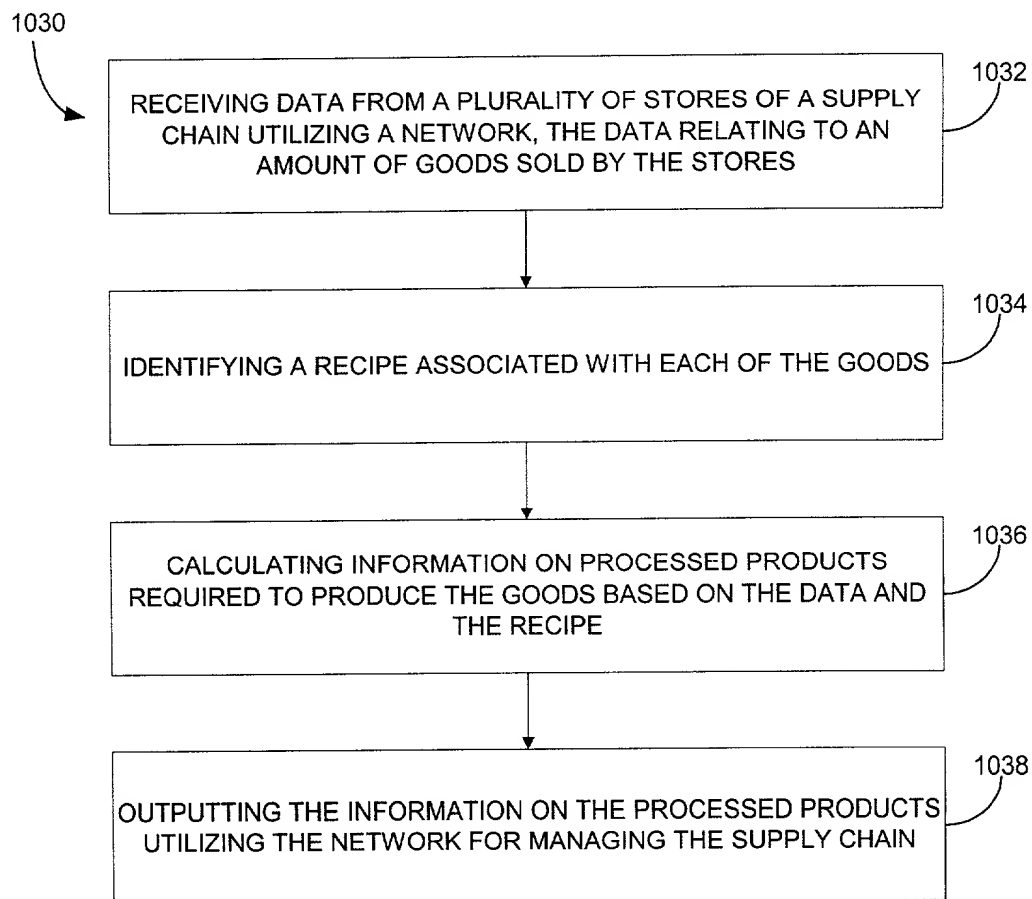 1030
1032
RECEIVING DATA FROM A PLURALITY OF STORES OF A SUPPLY
CHAIN UTILIZING A NETWORK, THE DATA RELATING TO AN
AMOUNT OF GOODS SOLD BY THE STORES
1034
IDENTIFYING A RECIPE ASSOCIATED WITH EACH OF THE GOODS
1036
CALCULATING INFORMATION ON PROCESSED PRODUCTS
REQUIRED TO PRODUCE THE GOODS BASED ON THE DATA AND
THE RECIPE
1038
OUTPUTTING THE INFORMATION ON THE PROCESSED PRODUCTS
UTILIZING THE NETWORK FOR MANAGING THE SUPPLY CHAIN